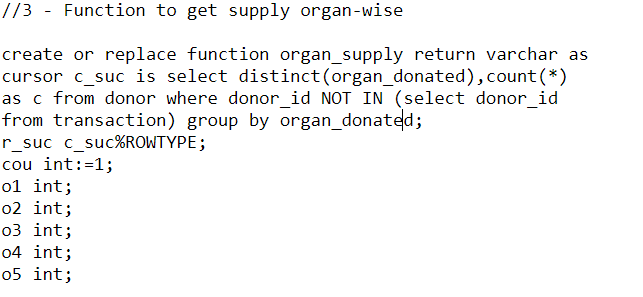 //3 - Function to get supply organ-wise
create or replace function organ_supply return varchar as
cursor c_suc is select distinct(organ_donated),count(*)
as c from donor where donor_id NOT IN (select donor_id
from transaction) group by organ_donated;
r_suc c_suc%ROWTYPE;
cou int:=1;
o1 int;
o2 int;
o3 int;
o4 int;
o5 int;